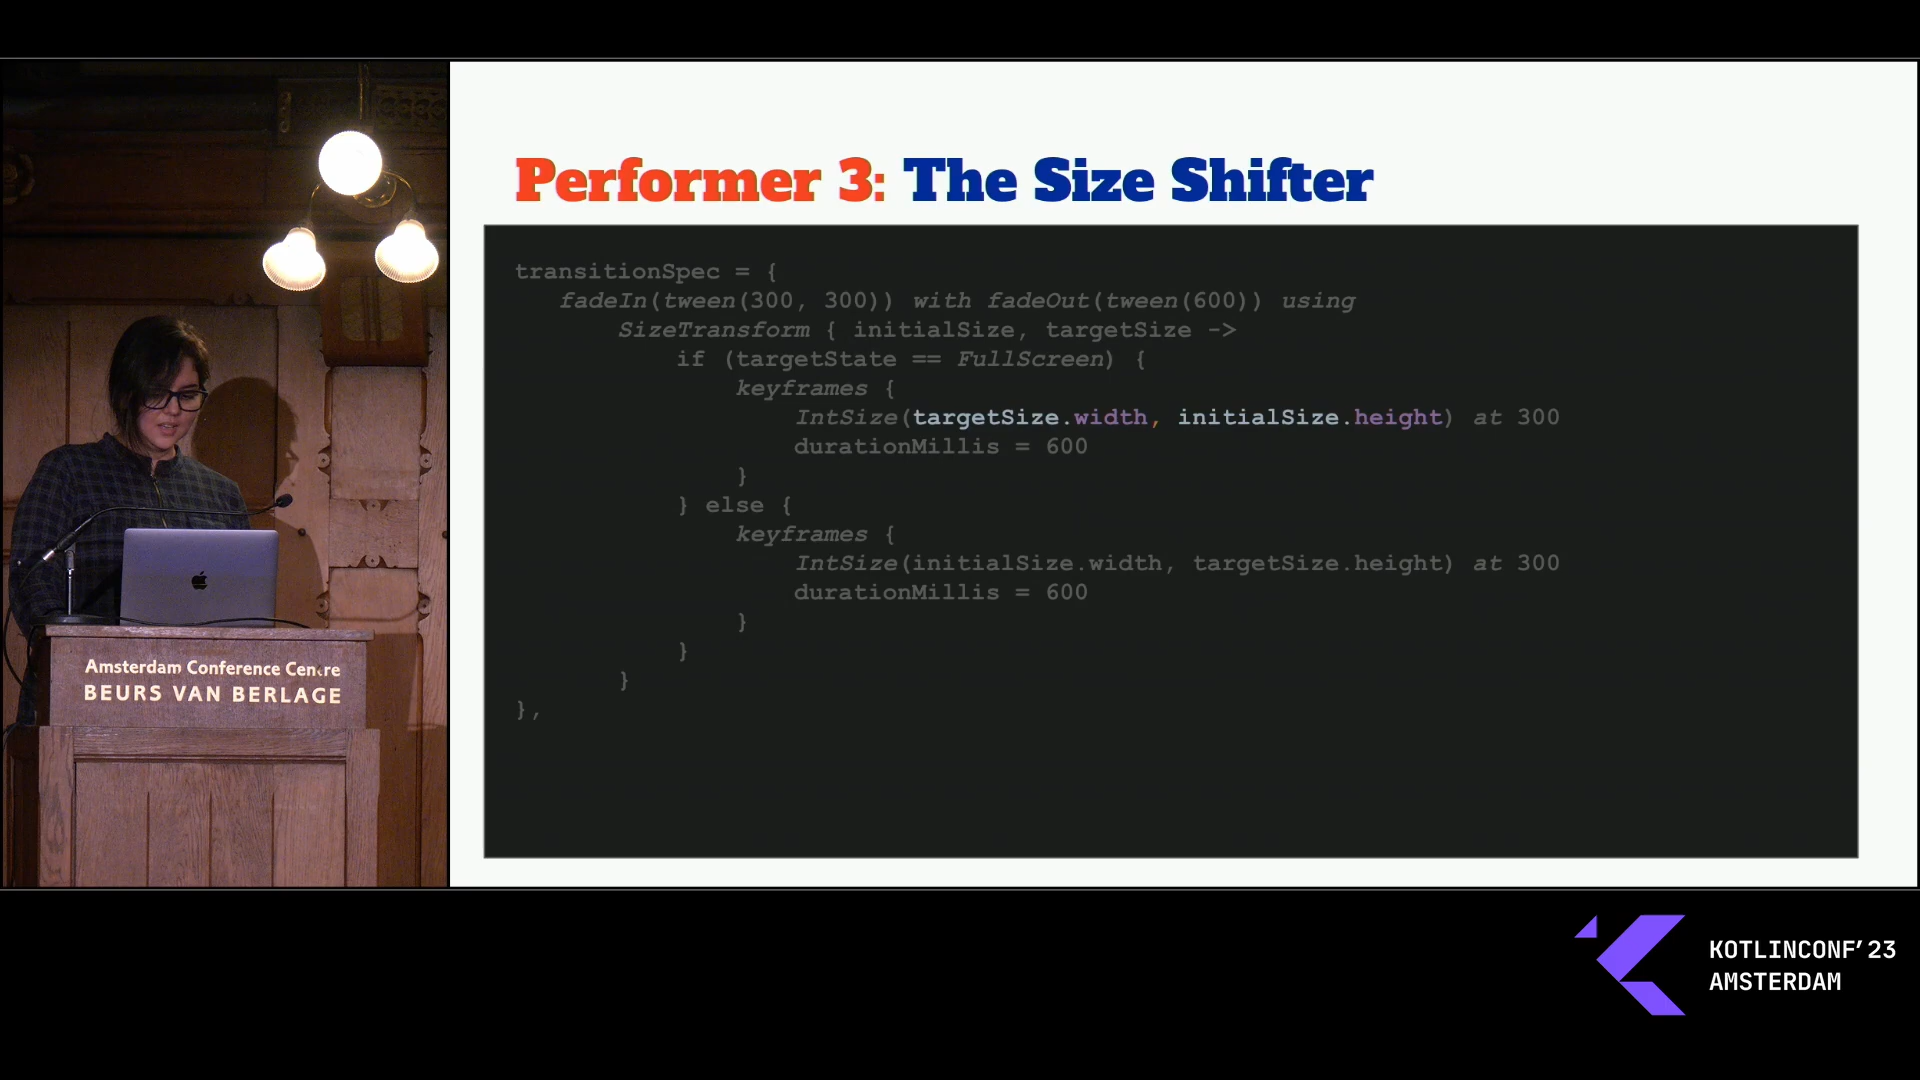 Performer 3: The Size Shifter
transitionSpec = {
fadeIn(tween(300, 300)) with fadeOut(tween(600)) using
SizeTransform { initialSize, targetSize ->
if (targetState == FullScreen) {
keyframes {
IntSize(targetSize.width, initialSize.height) at 300
durationMillis = 600
}
} else {
keyframes {
IntSize(initialSize.width, targetSize.height) at 300
durationMillis = 600
}
}
}
},
Amsterdam Conference Centre
BEURS VAN BERLAGE
KOTLINCONF'23
AMSTERDAM